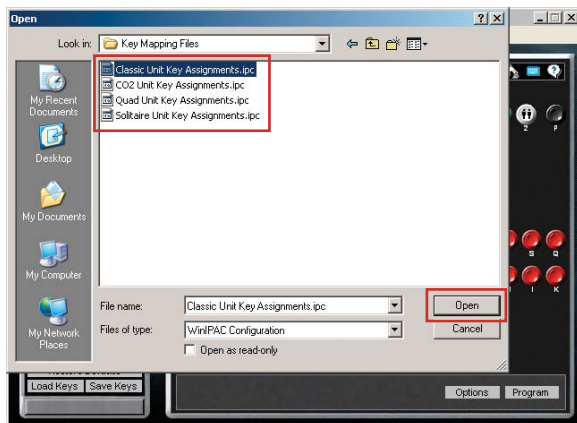 Open
Look in: Key Mapping Files
Classic Unit Key Assignments.ipc
CO2 Unit Key Assignments.ipc
Quad Unit Key Assignments.ipc
Solitaire Unit Key Assignments.ipc
My Recent
Documents
Desktop
My Documents
My Computer
My Network
Places
File name: Classic Unit Key Assignments.ipc Open
Files of type: WinIPAC Configuration Cancel
Open as read-only
2 P
S Q
I K
Load Keys Save Keys
Options Program